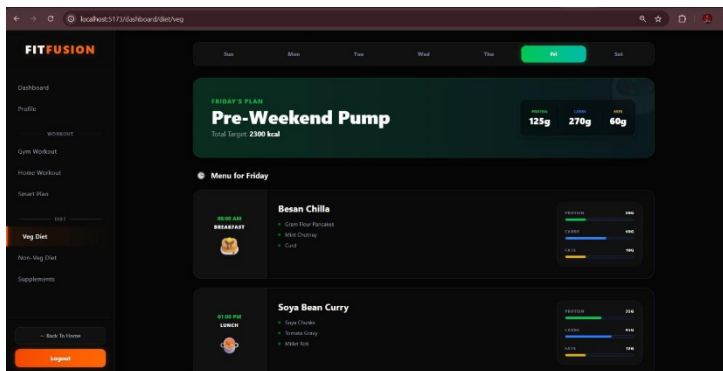 localhost:5173/dashboard/diet/veg
FITFUSION
Sun Mon Tue Wed Thu Fri Sat
Dashboard
Profile
WORKOUT
Gym Workout
Home Workout
Smart Plan
DIET
Veg Diet
Non-Veg Diet
Supplements
← Back To Home
Logout
FRIDAY'S PLAN
Pre-Weekend Pump
Total Target: 2300 kcal
PROTEIN CARBS FATS
125g 270g 60g
Menu for Friday
08:00 AM
BREAKFAST
Besan Chilla
Gram Flour Pancakes
Mint Chutney
Curd
PROTEIN
CARBS
FATS
01:00 PM
LUNCH
Soya Bean Curry
Soya Chunks
Tomato Gravy
Millet Roti
PROTEIN
CARBS
FATS